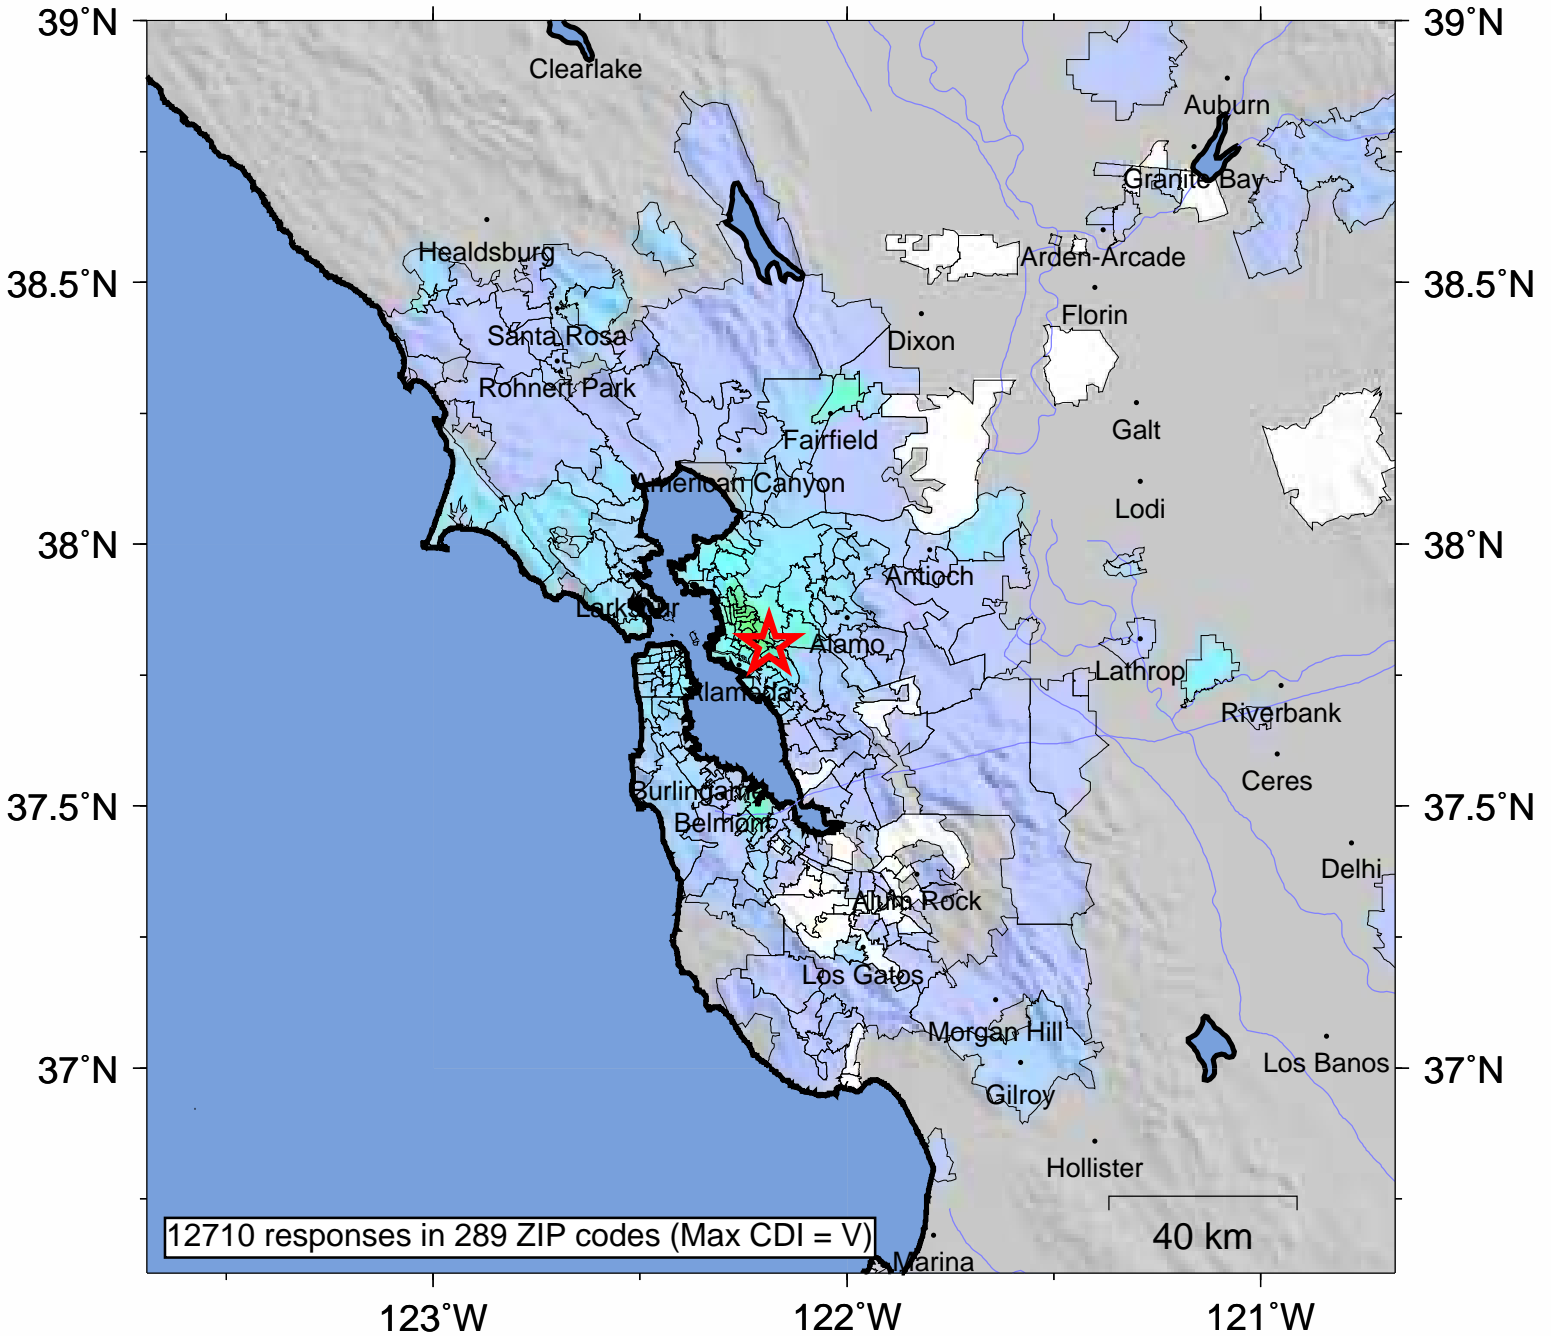 39°N
39°N
Clearlake
Auburn
Granite Bay
Healdsburg
Arden-Arcade
38.5°N
38.5°N
Florin
Santa Rosa
Dixon
Rohnert Park
Galt
Fairfield
American Canyon
Lodi
38°N
38°N
Antioch
Larkspur
Alamo
Lathrop
Alameda
Riverbank
Ceres
Burlingame
37.5°N
37.5°N
Belmont
Delhi
Alum Rock
Los Gatos
Morgan Hill
37°N
37°N
Los Banos
Gilroy
Hollister
12710 responses in 289 ZIP codes (Max CDI = V)
40 km
Marina
123°W
122°W
121°W